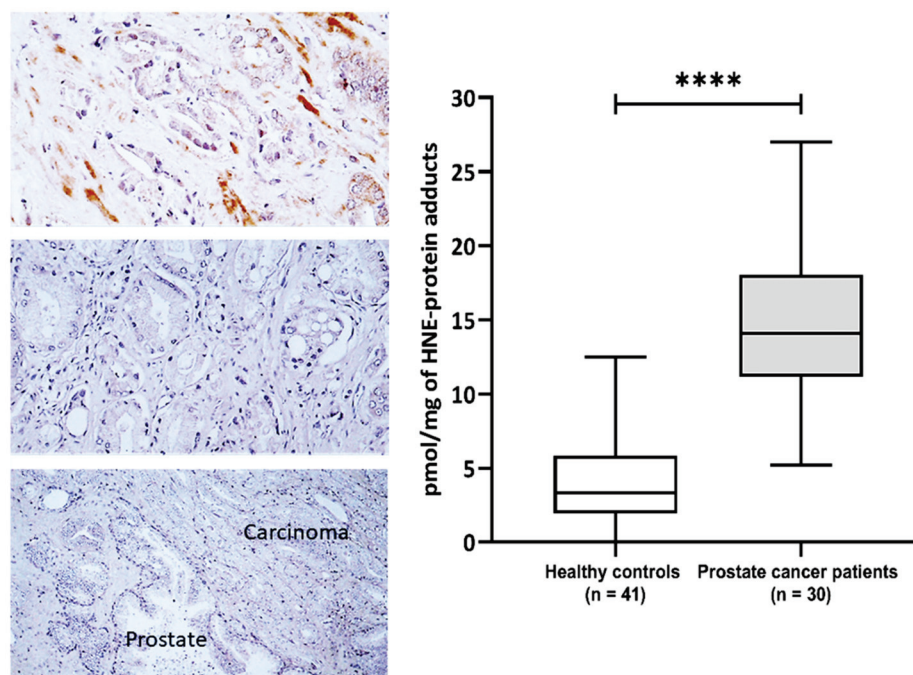 Carcinoma
Prostate
****
pmol/mg of HNE-protein adducts
30
25
20
15
10
5
0
Healthy controls
(n = 41)
Prostate cancer patients
(n = 30)